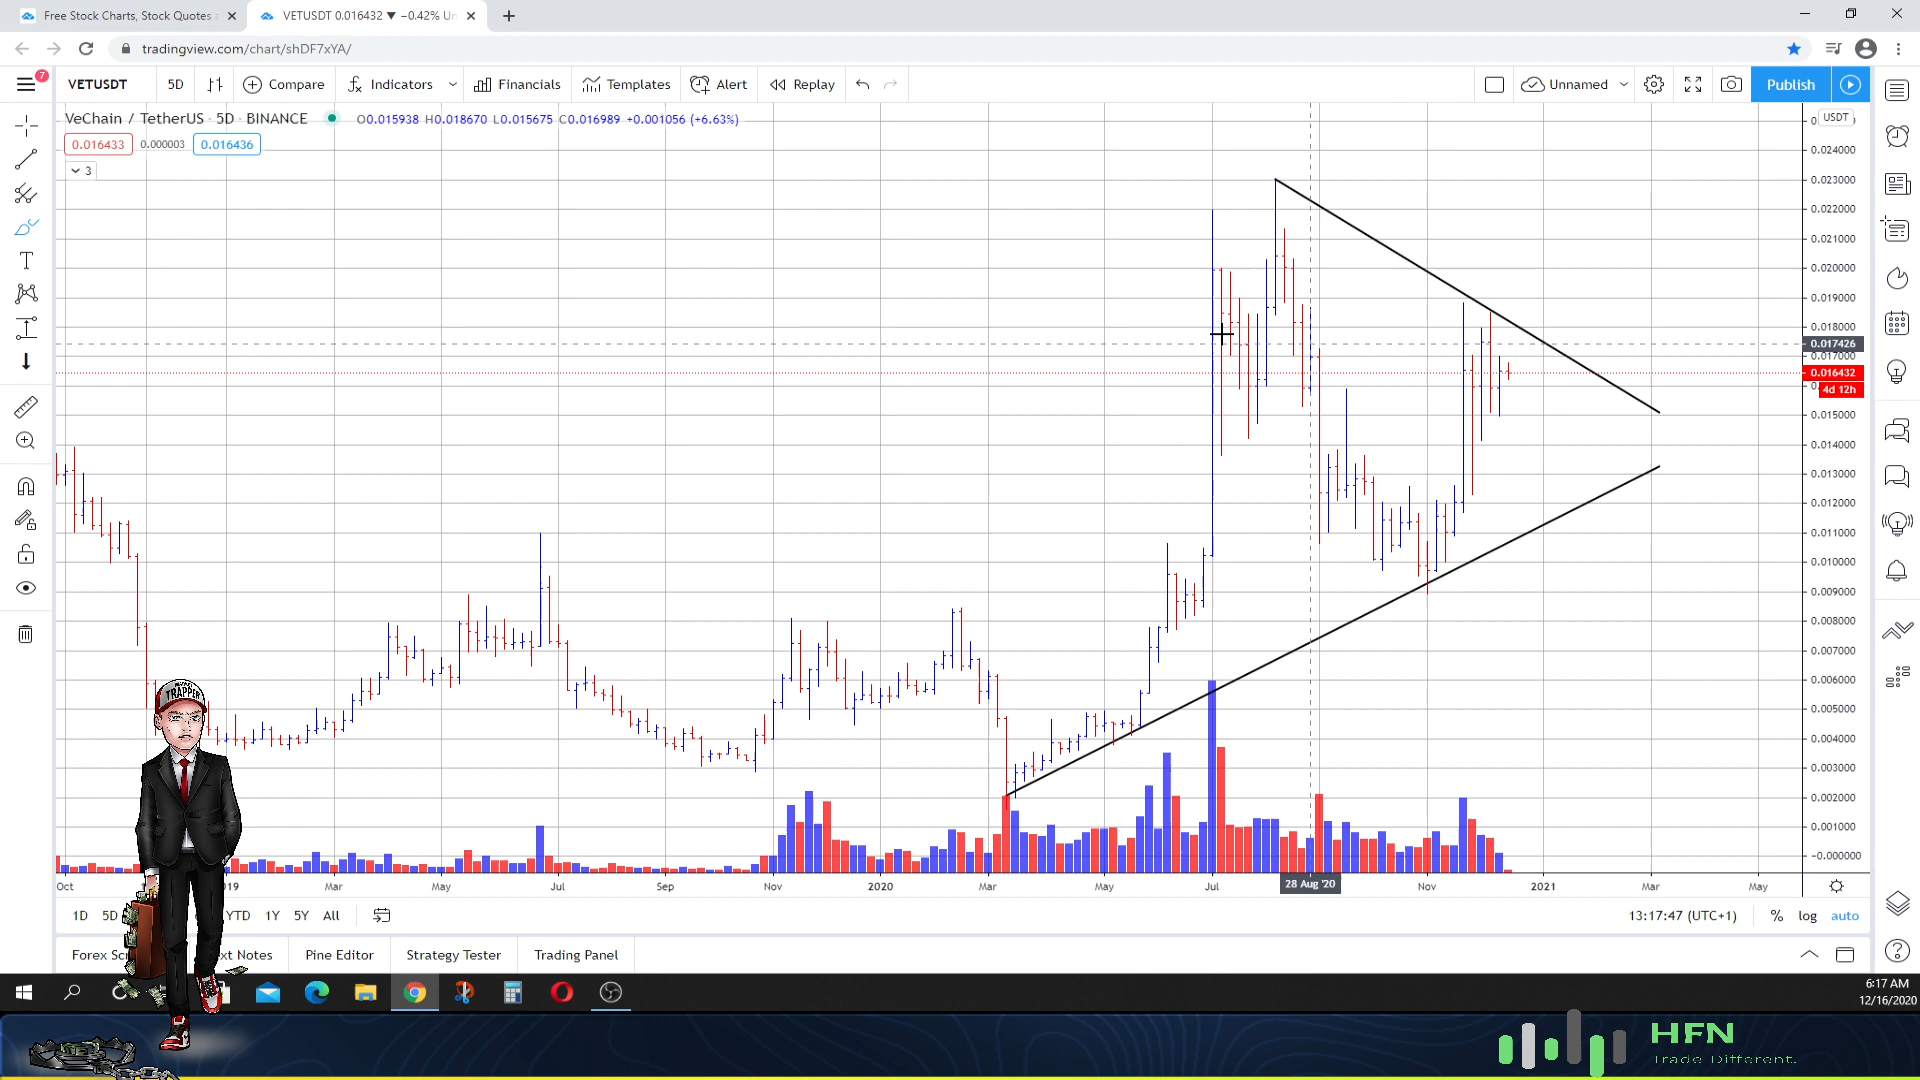 Free Stock Charts, Stock Quotes
VETUSDT 0.016432 ▼ −0.42% Un
tradingview.com/chart/shDF7xYA/
7
VETUSDT
5D
Compare
Indicators
Financials
Templates
Alert
Replay
Unnamed
Publish
VeChain / TetherUS · 5D · BINANCE
O0.015938 H0.018670 L0.015675 C0.016989 +0.001056 (+6.63%)
USDT
0.016433
0.000003
0.016436
3
0.024000
0.023000
0.022000
0.021000
0.020000
0.019000
0.018000
0.017426
0.017000
0.016432
4d 12h
0.015000
0.014000
0.013000
0.012000
0.011000
0.010000
0.009000
0.008000
0.007000
0.006000
0.005000
0.004000
0.003000
0.002000
0.001000
−0.000000
TRAPPER
Oct
19
Mar
May
Jul
Sep
Nov
2020
Mar
May
Jul
28 Aug '20
Nov
2021
Mar
May
1D
5D
YTD
1Y
5Y
All
13:17:47 (UTC+1)
%
log
auto
Forex Sc
xt Notes
Pine Editor
Strategy Tester
Trading Panel
6:17 AM
12/16/2020
HFN
Trade Different.